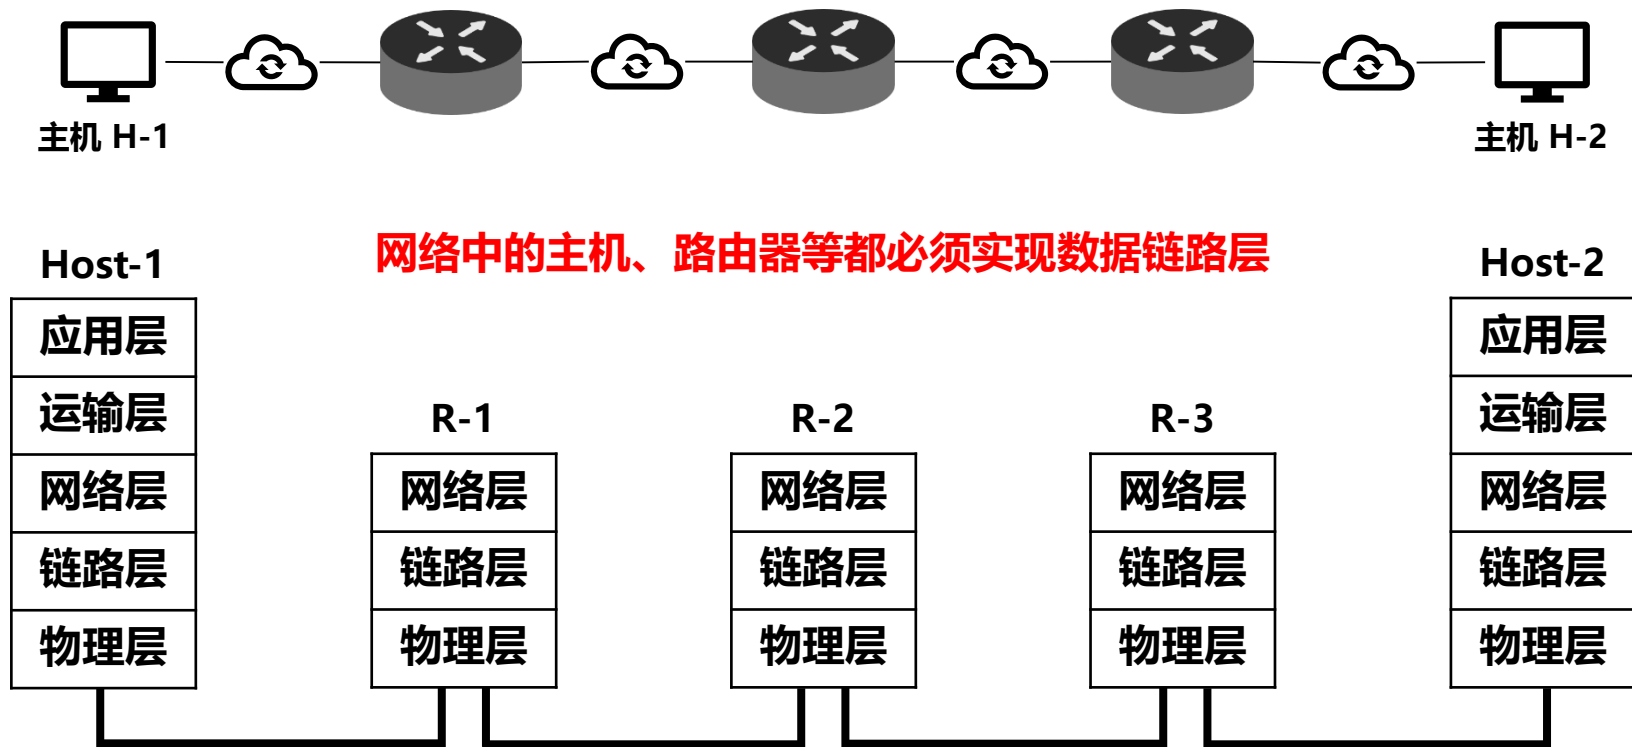 主机 H-1
主机 H-2
网络中的主机、路由器等都必须实现数据链路层
Host-1
应用层
运输层
网络层
链路层
物理层
R-1
网络层
链路层
物理层
R-2
网络层
链路层
物理层
R-3
网络层
链路层
物理层
Host-2
应用层
运输层
网络层
链路层
物理层